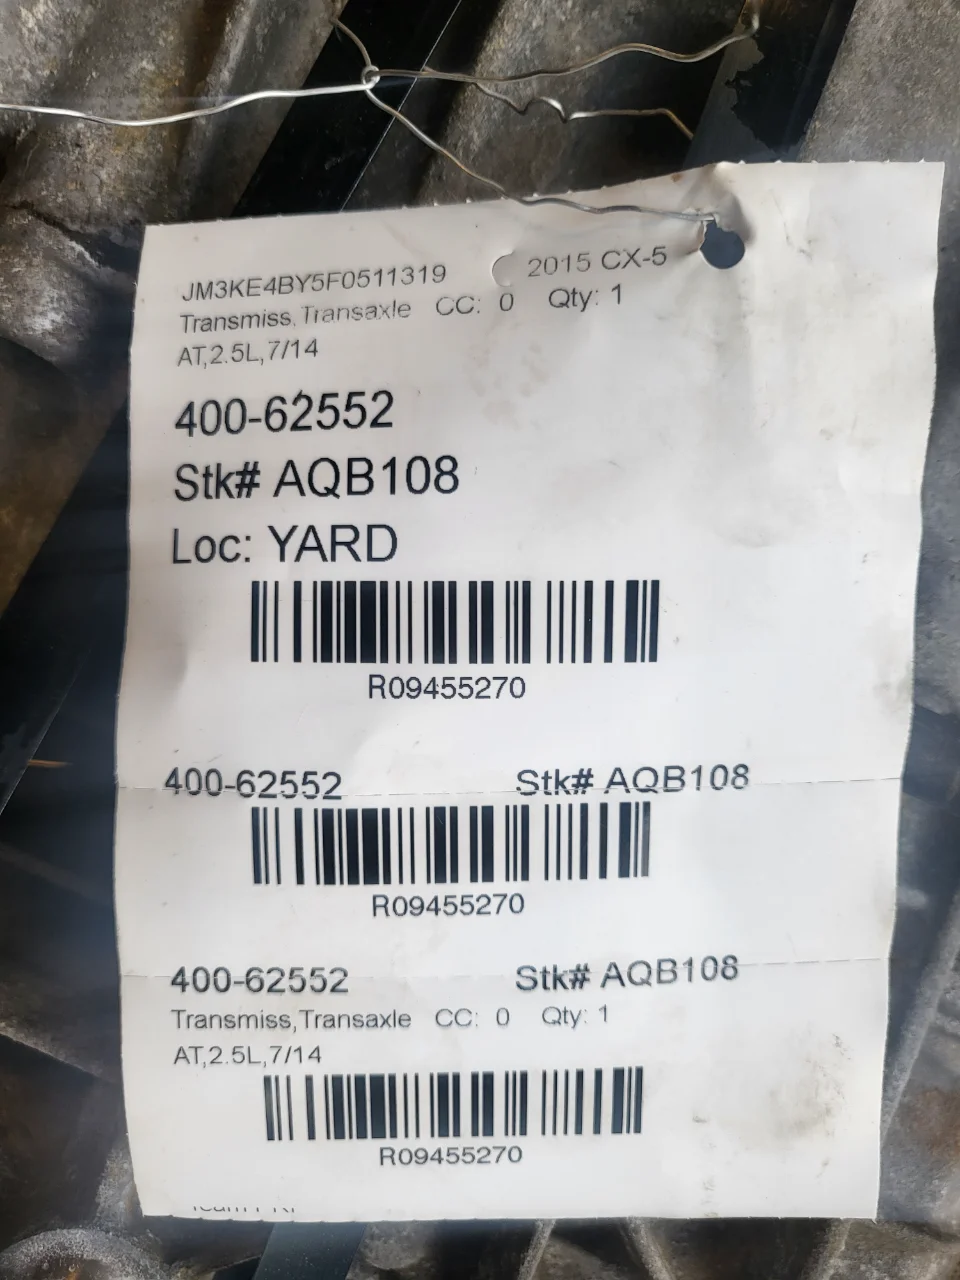 JM3KE4BY5F0511319 2015 CX-5
Transmiss,Transaxle CC: 0 Qty: 1
AT,2.5L,7/14
400-62552
Stk# AQB108
Loc: YARD
R09455270
400-62552 Stk# AQB108
R09455270
400-62552 Stk# AQB108
Transmiss,Transaxle CC: 0 Qty: 1
AT,2.5L,7/14
R09455270